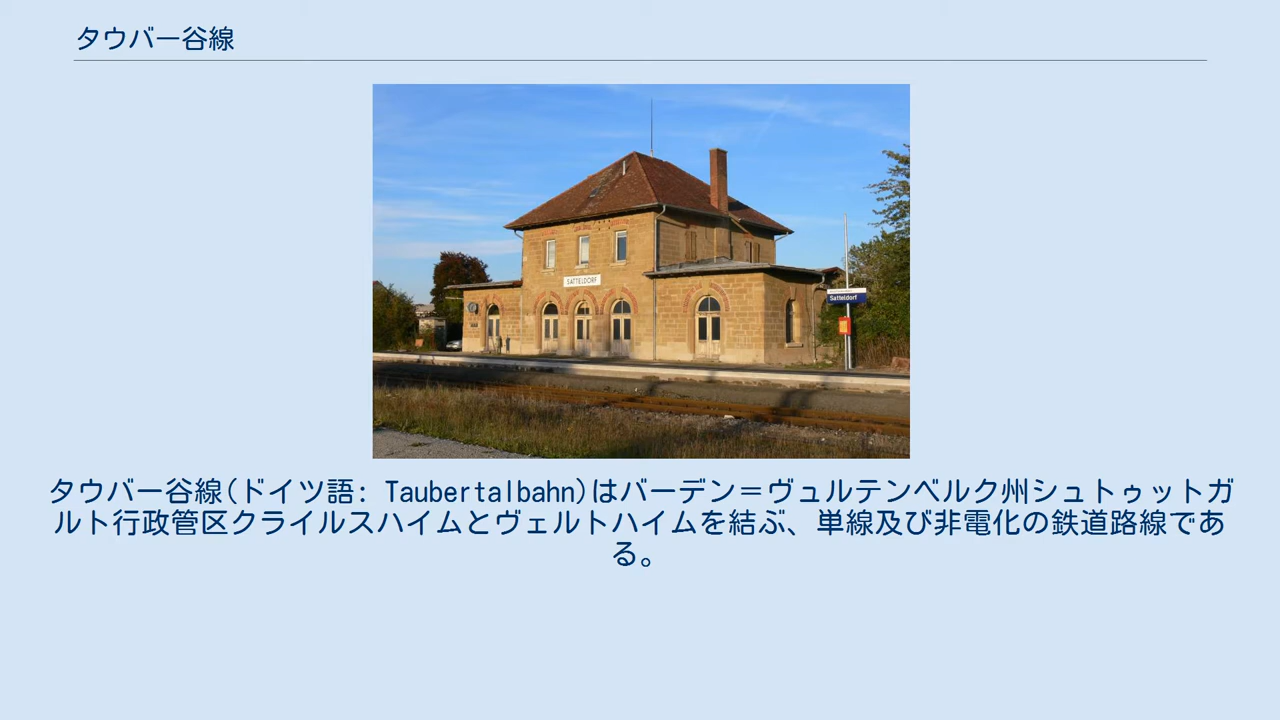 タウバー谷線
SATTELDORF
Satteldorf
タウバー谷線(ドイツ語: Taubertalbahn)はバーデン＝ヴュルテンベルク州シュトゥットガ
ルト行政管区クライルスハイムとヴェルトハイムを結ぶ、単線及び非電化の鉄道路線であ
る。